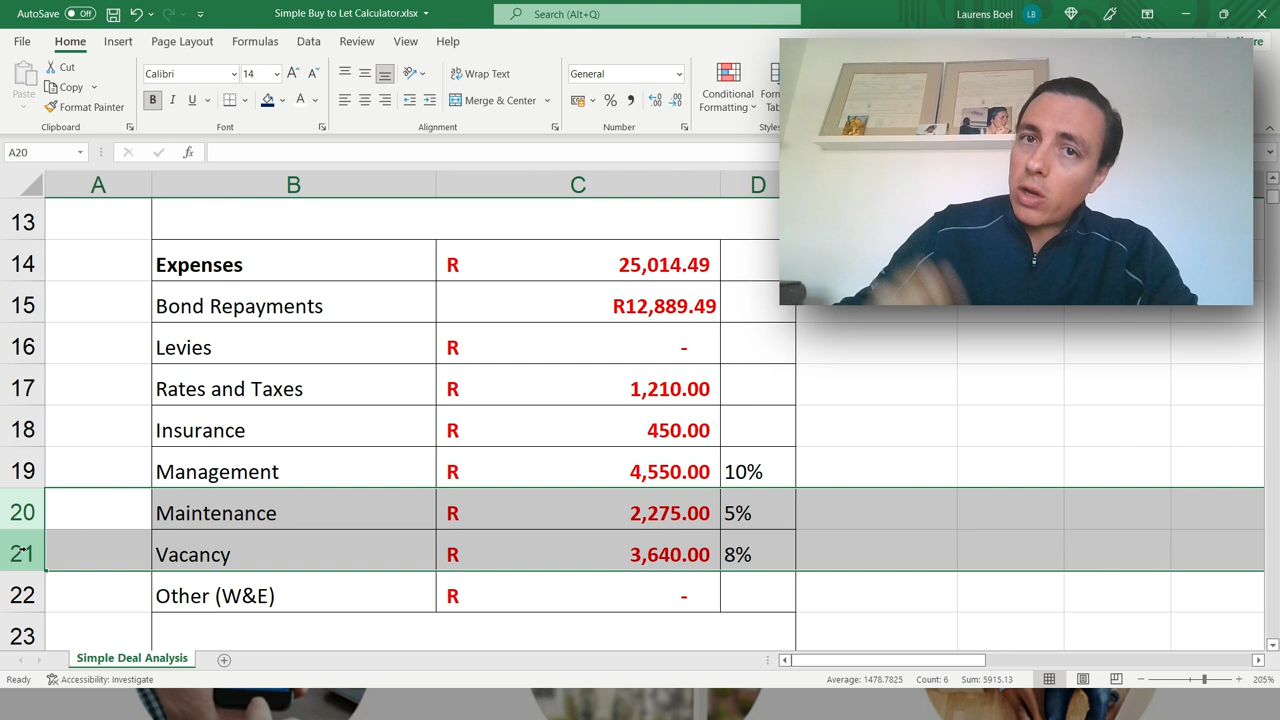 AutoSave Off Simple Buy to Let Calculator.xlsx Search (Alt+Q) Laurens Boel LB
File Home Insert Page Layout Formulas Data Review View Help
Paste Cut Copy Format Painter
Calibri 14
Wrap Text
Merge & Center
General
Conditional Formatting
Clipboard Font Alignment Number Styles
A20 fx
A B C D
13
14 Expenses R 25,014.49
15 Bond Repayments R12,889.49
16 Levies R -
17 Rates and Taxes R 1,210.00
18 Insurance R 450.00
19 Management R 4,550.00 10%
20 Maintenance R 2,275.00 5%
21 Vacancy R 3,640.00 8%
22 Other (W&E) R -
23
Simple Deal Analysis
Ready Accessibility: Investigate Average: 1478.7825 Count: 6 Sum: 5915.13 205%